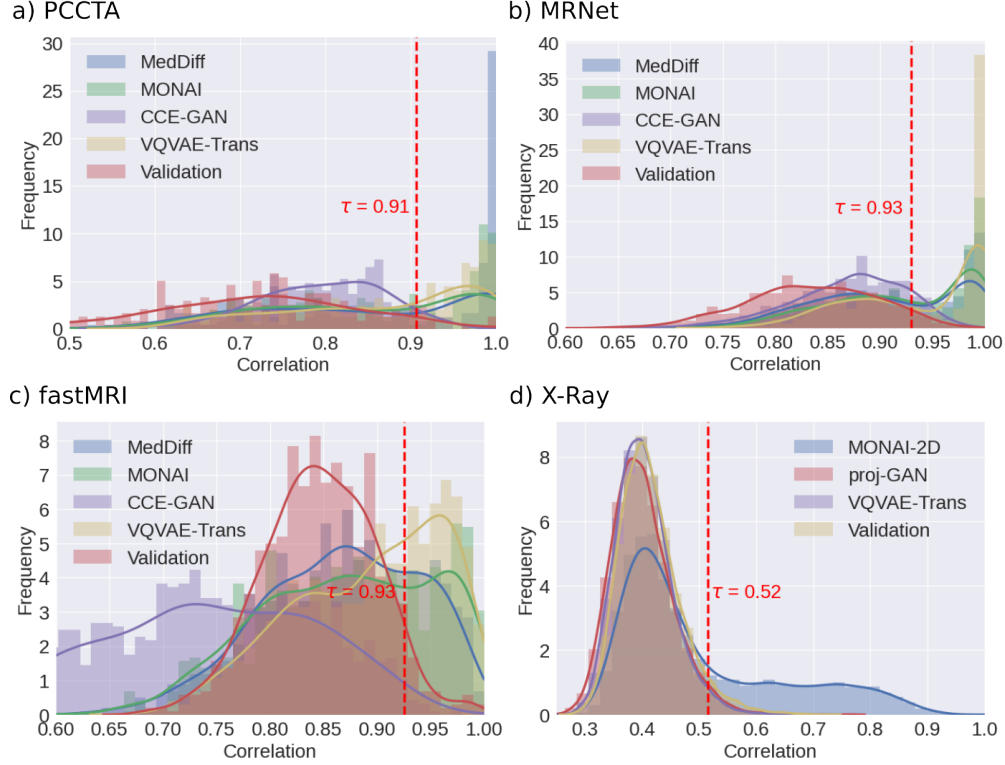 a) PCCTA
30
25
20
15
10
5
0
Frequency
MedDiff
MONAI
CCE-GAN
VQVAE-Trans
Validation
τ = 0.91
0.5 0.6 0.7 0.8 0.9 1.0
Correlation
b) MRNet
40
35
30
25
20
15
10
5
0
Frequency
MedDiff
MONAI
CCE-GAN
VQVAE-Trans
Validation
τ = 0.93
0.60 0.65 0.70 0.75 0.80 0.85 0.90 0.95 1.00
Correlation
c) fastMRI
8
7
6
5
4
3
2
1
0
Frequency
MedDiff
MONAI
CCE-GAN
VQVAE-Trans
Validation
τ = 0.93
0.60 0.65 0.70 0.75 0.80 0.85 0.90 0.95 1.00
Correlation
d) X-Ray
8
6
4
2
0
Frequency
MONAI-2D
proj-GAN
VQVAE-Trans
Validation
τ = 0.52
0.3 0.4 0.5 0.6 0.7 0.8 0.9 1.0
Correlation